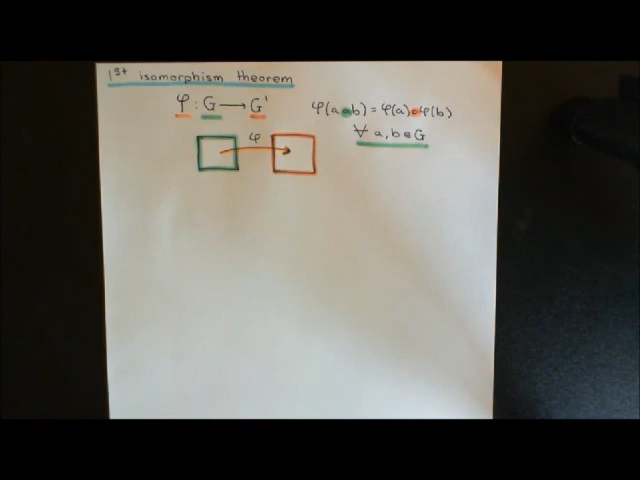 1st isomorphism theorem
φ : G ⟶ G' φ(a∘b) = φ(a)∘φ(b)
∀ a, b ∈ G
φ